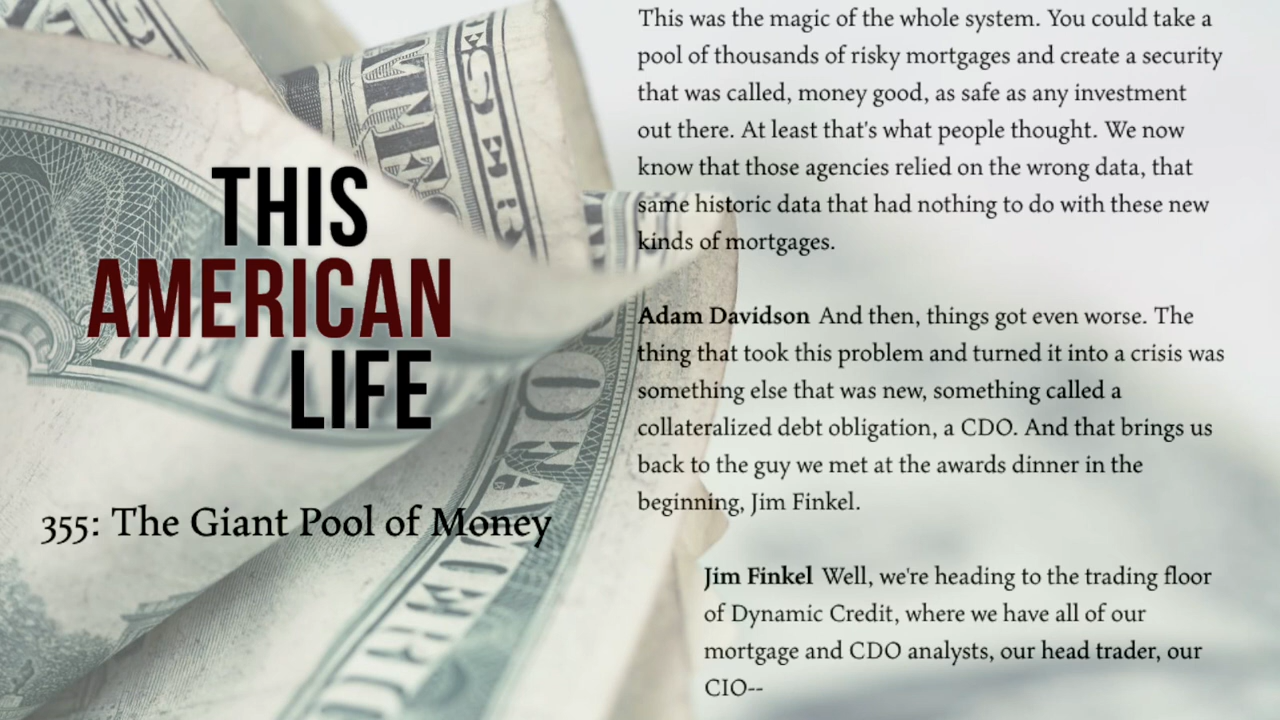 THIS
AMERICAN
LIFE
355: The Giant Pool of Money
This was the magic of the whole system. You could take a
pool of thousands of risky mortgages and create a security
that was called, money good, as safe as any investment
out there. At least that's what people thought. We now
know that those agencies relied on the wrong data, that
same historic data that had nothing to do with these new
kinds of mortgages.
Adam Davidson And then, things got even worse. The
thing that took this problem and turned it into a crisis was
something else that was new, something called a
collateralized debt obligation, a CDO. And that brings us
back to the guy we met at the awards dinner in the
beginning, Jim Finkel.
Jim Finkel Well, we're heading to the trading floor
of Dynamic Credit, where we have all of our
mortgage and CDO analysts, our head trader, our
CIO--